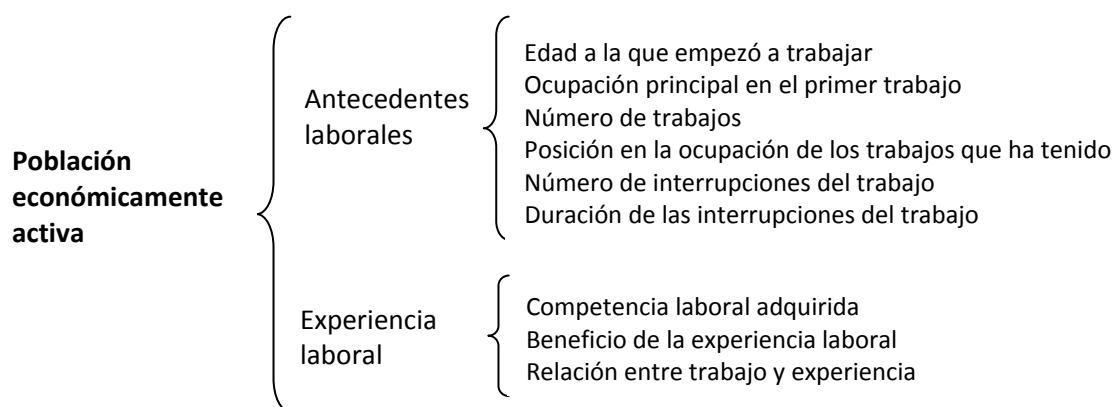 Población
económicamente
activa
Antecedentes
laborales
Edad a la que empezó a trabajar
Ocupación principal en el primer trabajo
Número de trabajos
Posición en la ocupación de los trabajos que ha tenido
Número de interrupciones del trabajo
Duración de las interrupciones del trabajo
Experiencia
laboral
Competencia laboral adquirida
Beneficio de la experiencia laboral
Relación entre trabajo y experiencia